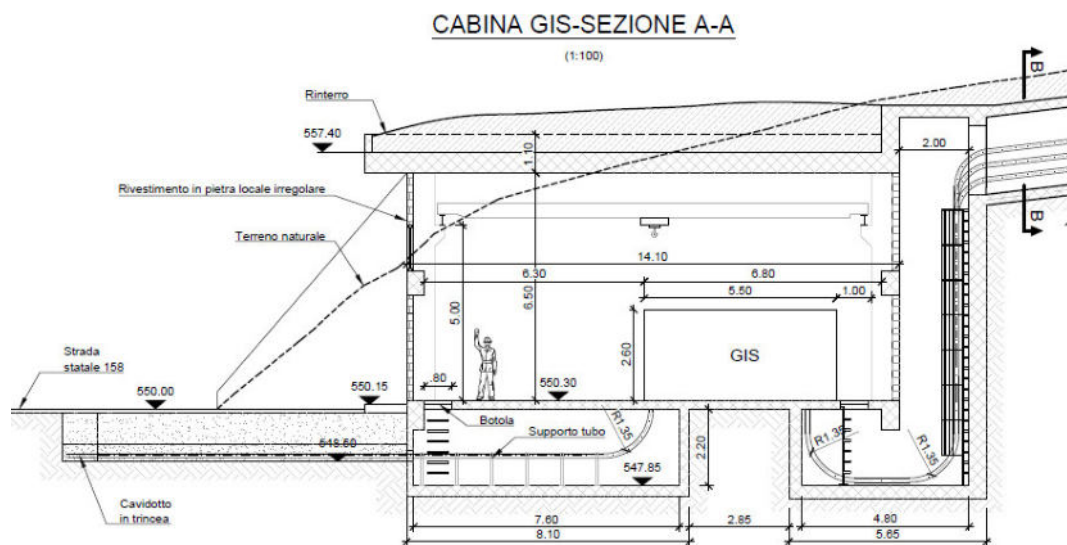 CABINA GIS-SEZIONE A-A
(1:100)
B
Rinterro
557.40
1.10
2.00
Rivestimento in pietra locale irregolare
B
Terreno naturale
14.10
6.30
6.80
5.50
1.00
5.00
6.50
2.60
GIS
Strada
statale 158
.80
550.00
550.15
550.30
Botola
R1.35
Supporto tubo
R1.35
R1.35
548.60
547.85
2.20
Cavidotto
in trincea
7.60
2.85
4.80
8.10
5.65